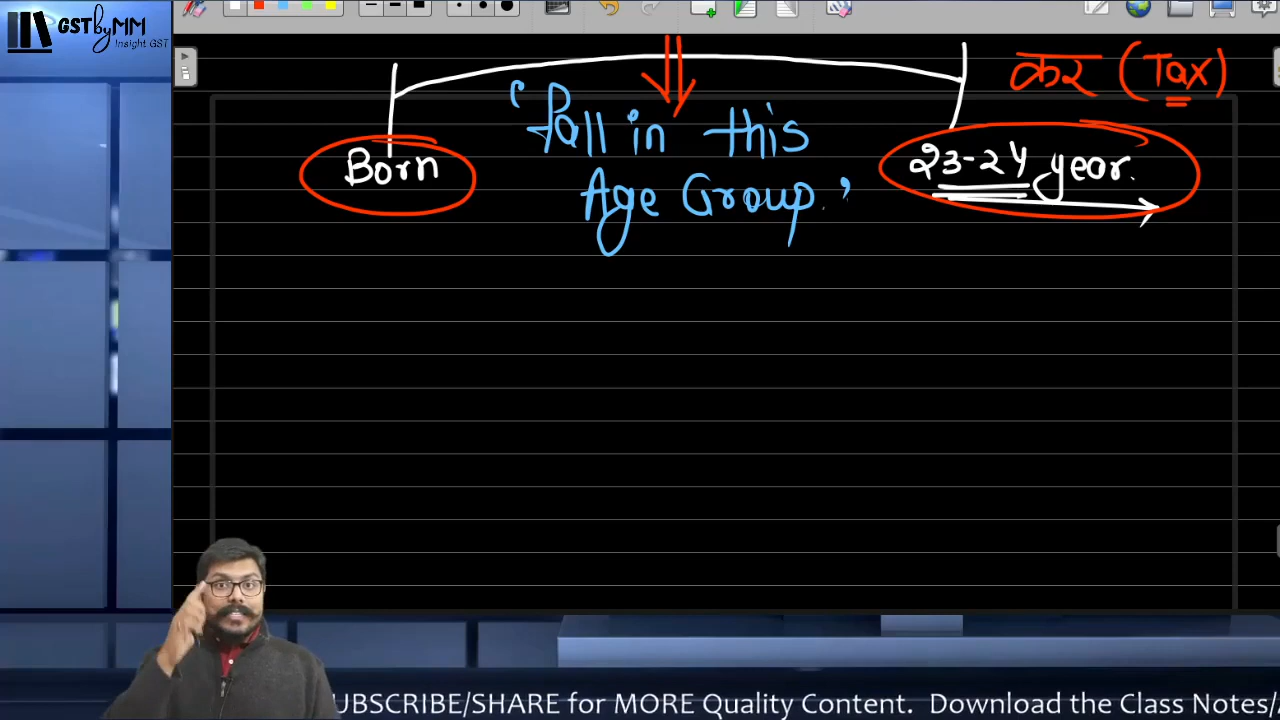 GSTbyMM
Insight GST
कर (Tax)
'fall in this
Age Group.'
Born
23-24 year.
UBSCRIBE/SHARE for MORE Quality Content. Download the Class Notes/